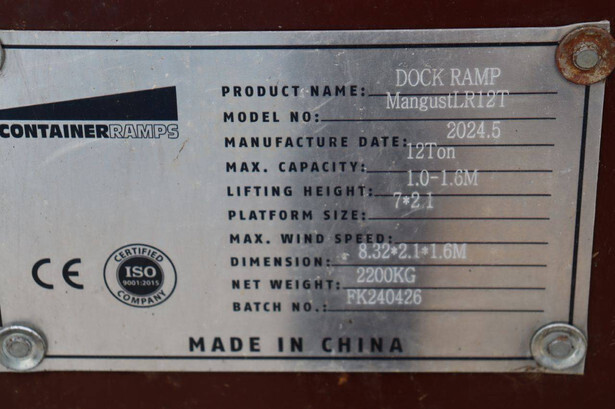 CONTAINERRAMPS
PRODUCT NAME: DOCK RAMP
MODEL NO: MangustLR12T
MANUFACTURE DATE: 2024.5
MAX. CAPACITY: 12Ton
LIFTING HEIGHT: 1.0-1.6M
PLATFORM SIZE: 7*2.1
MAX. WIND SPEED:
DIMENSION: 8.32*2.1*1.6M
NET WEIGHT: 2200KG
BATCH NO.: FK240426
CE
CERTIFIED
ISO
9001:2015
COMPANY
MADE IN CHINA